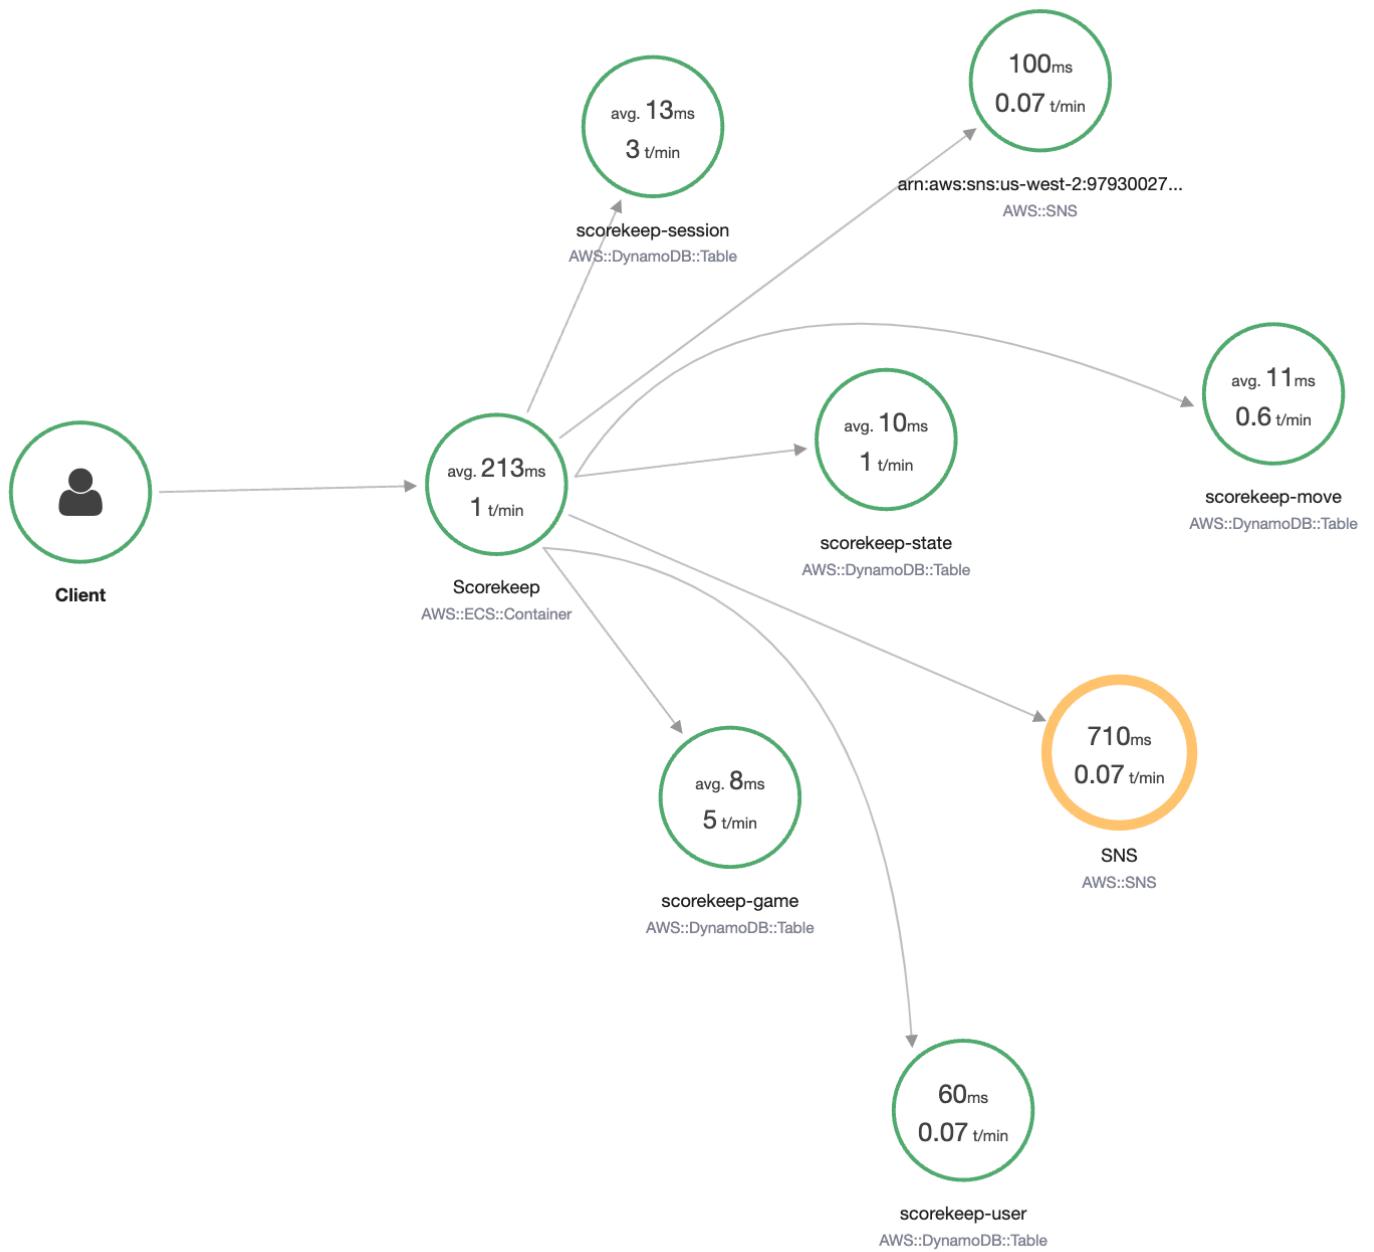 100ms
0.07 t/min
arn:aws:sns:us-west-2:97930027...
AWS::SNS
avg. 13ms
3 t/min
scorekeep-session
AWS::DynamoDB::Table
avg. 11ms
0.6 t/min
scorekeep-move
AWS::DynamoDB::Table
avg. 10ms
1 t/min
scorekeep-state
AWS::DynamoDB::Table
avg. 213ms
1 t/min
Scorekeep
AWS::ECS::Container
Client
710ms
0.07 t/min
SNS
AWS::SNS
avg. 8ms
5 t/min
scorekeep-game
AWS::DynamoDB::Table
60ms
0.07 t/min
scorekeep-user
AWS::DynamoDB::Table